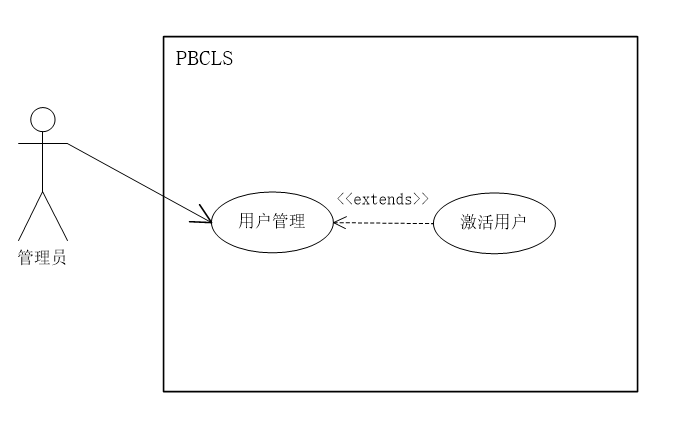 PBCLS
<<extends>>
用户管理
激活用户
管理员